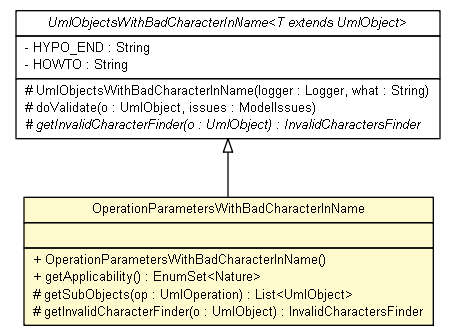 UmlObjectsWithBadCharacterInName<T extends UmlObject>
- HYPO_END : String
- HOWTO : String
# UmlObjectsWithBadCharacterInName(logger : Logger, what : String)
# doValidate(o : UmlObject, issues : ModelIssues)
# getInvalidCharacterFinder(o : UmlObject) : InvalidCharactersFinder
OperationParametersWithBadCharacterInName
+ OperationParametersWithBadCharacterInName()
+ getApplicability() : EnumSet<Nature>
# getSubObjects(op : UmlOperation) : List<UmlObject>
# getInvalidCharacterFinder(o : UmlObject) : InvalidCharactersFinder